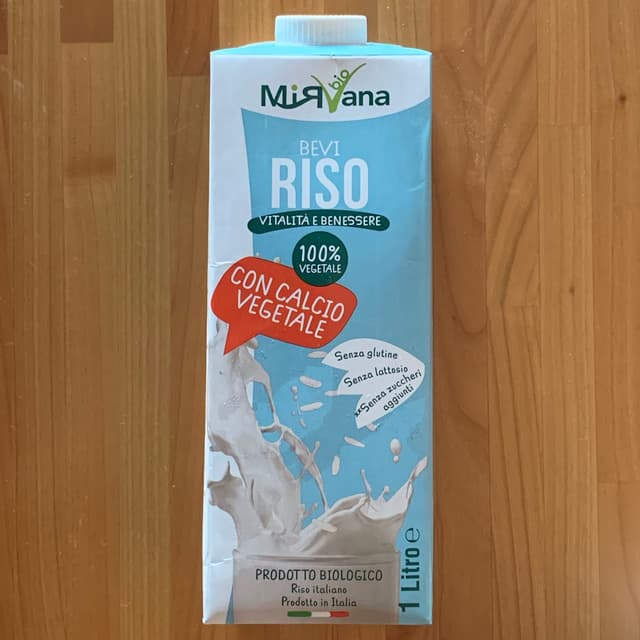 bio
MiRVana
BEVI
RISO
VITALITÀ E BENESSERE
100%
VEGETALE
CON CALCIO
VEGETALE
Senza glutine
Senza lattosio
**Senza zuccheri
aggiunti
PRODOTTO BIOLOGICO
Riso italiano
Prodotto in Italia
1 Litro ℮